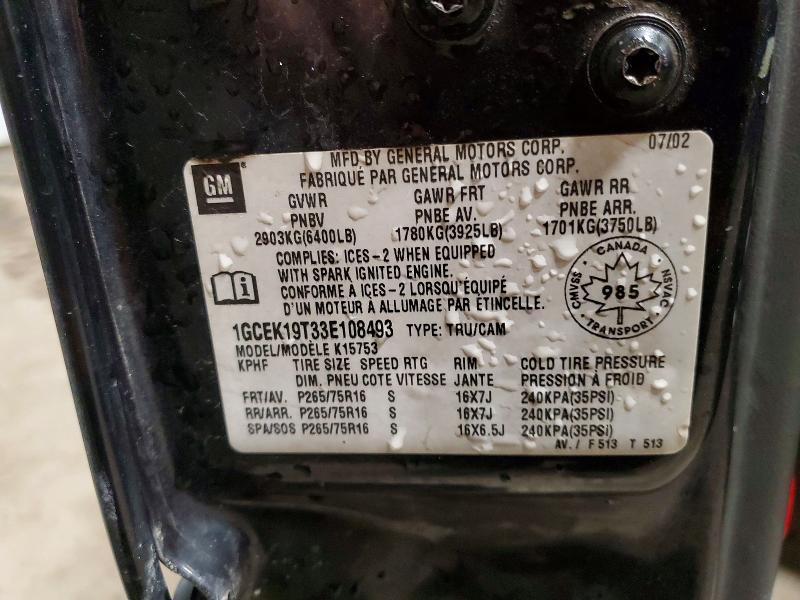 07/02
MFD BY GENERAL MOTORS CORP.
FABRIQUÉ PAR GENERAL MOTORS CORP.
GM
GVWR GAWR FRT GAWR RR
PNBV PNBE AV. PNBE ARR.
2903KG(6400LB) 1780KG(3925LB) 1701KG(3750LB)
COMPLIES: ICES-2 WHEN EQUIPPED
WITH SPARK IGNITED ENGINE.
CONFORME A ICES-2 LORSQU'ÉQUIPÉ
D'UN MOTEUR À ALLUMAGE PAR ÉTINCELLE.
CANADA
CMVSS 985 NSVAC
TRANSPORT
1GCEK19T33E108493 TYPE: TRU/CAM
MODEL/MODÈLE K15753
KPHF TIRE SIZE SPEED RTG RIM COLD TIRE PRESSURE
DIM. PNEU COTE VITESSE JANTE PRESSION À FROID
FRT/AV. P265/75R16 S 16X7J 240KPA(35PSI)
RR/ARR. P265/75R16 S 16X7J 240KPA(35PSI)
SPA/SOS P265/75R16 S 16X6.5J 240KPA(35PSI)
AV./ F 513 T 513